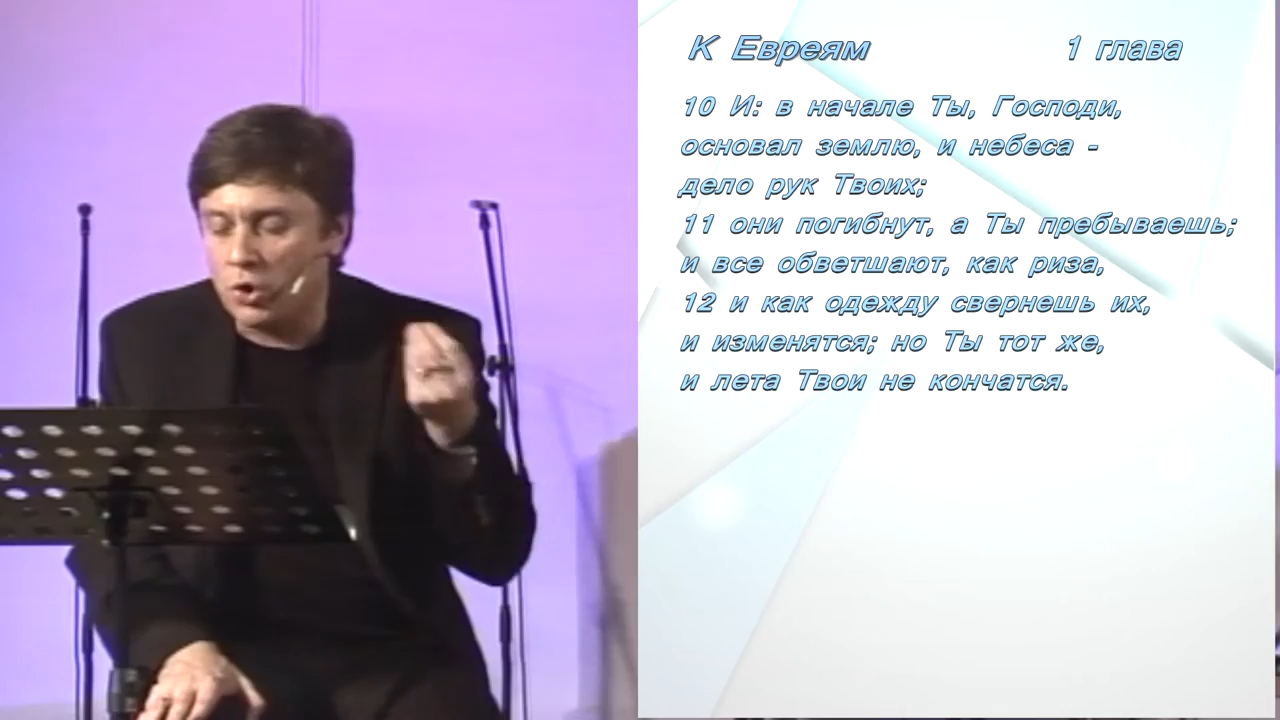 К Евреям 1 глава
10 И: в начале Ты, Господи,
основал землю, и небеса -
дело рук Твоих;
11 они погибнут, а Ты пребываешь;
и все обветшают, как риза,
12 и как одежду свернешь их,
и изменятся; но Ты тот же,
и лета Твои не кончатся.